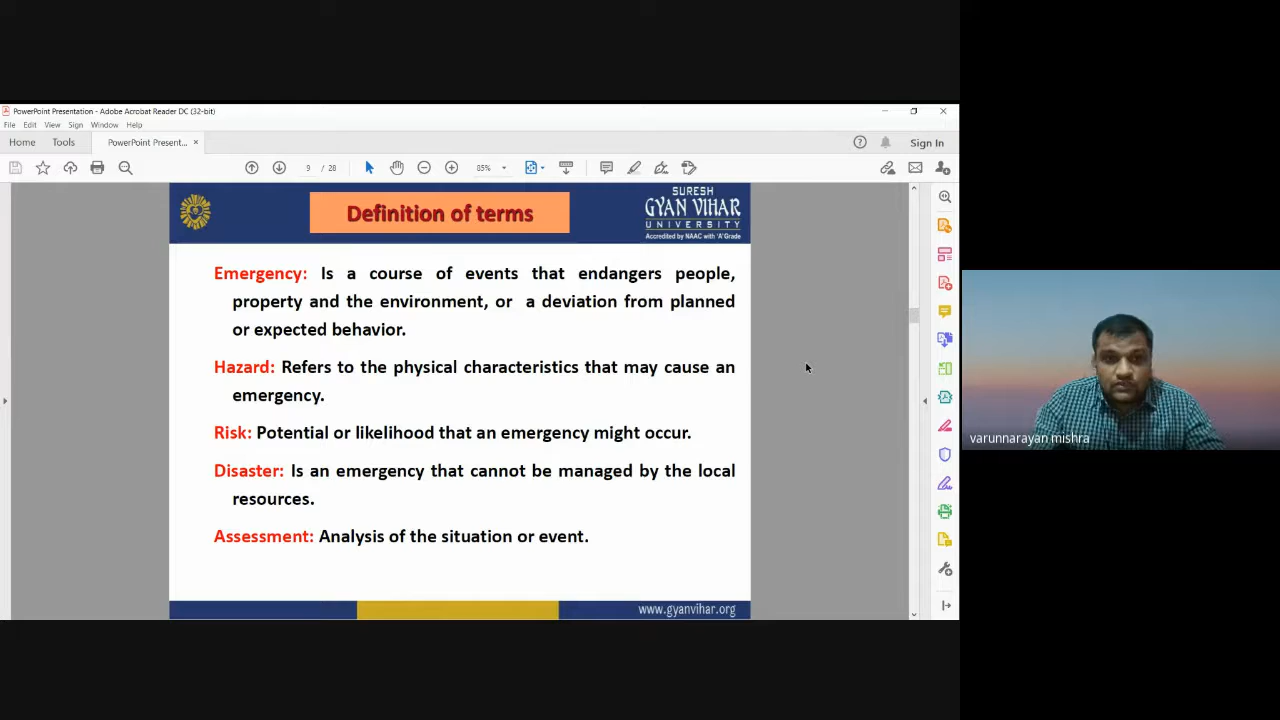 PowerPoint Presentation - Adobe Acrobat Reader DC (32-bit)
File Edit View Sign Window Help
Home Tools PowerPoint Present... × Sign In
9 / 28 85%
Definition of terms
SURESH
GYAN VIHAR
UNIVERSITY
Accredited by NAAC with 'A' Grade
Emergency: Is a course of events that endangers people,
property and the environment, or a deviation from planned
or expected behavior.
Hazard: Refers to the physical characteristics that may cause an
emergency.
Risk: Potential or likelihood that an emergency might occur.
Disaster: Is an emergency that cannot be managed by the local
resources.
Assessment: Analysis of the situation or event.
www.gyanvihar.org
varunnarayan mishra